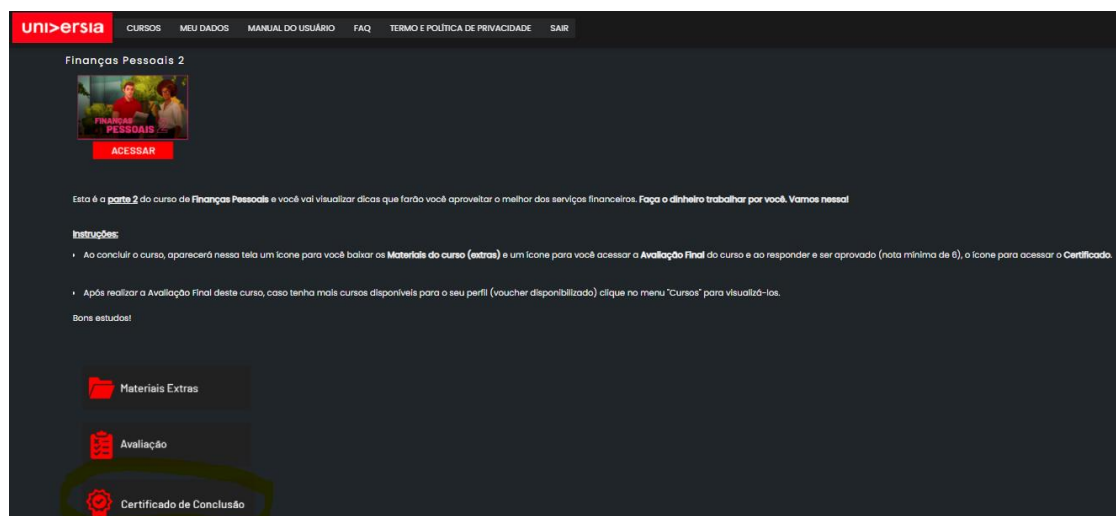 UNI>ersia CURSOS MEU DADOS MANUAL DO USUÁRIO FAQ TERMO E POLÍTICA DE PRIVACIDADE SAIR
Finanças Pessoais 2
FINANÇAS
PESSOAIS
ACESSAR
Esta é a parte 2 do curso de Finanças Pessoais e você vai visualizar dicas que farão você aproveitar o melhor dos serviços financeiros. Faça o dinheiro trabalhar por você. Vamos nessa!
Instruções:
• Ao concluir o curso, aparecerá nessa tela um ícone para você baixar os Materiais do curso (extras) e um ícone para você acessar a Avaliação Final do curso e ao responder e ser aprovado (nota mínima de 6), o ícone para acessar o Certificado.
• Após realizar a Avaliação Final deste curso, caso tenha mais cursos disponíveis para o seu perfil (voucher disponibilizado) clique no menu "Cursos" para visualizá-los.
Bons estudos!
Materiais Extras
Avaliação
Certificado de Conclusão